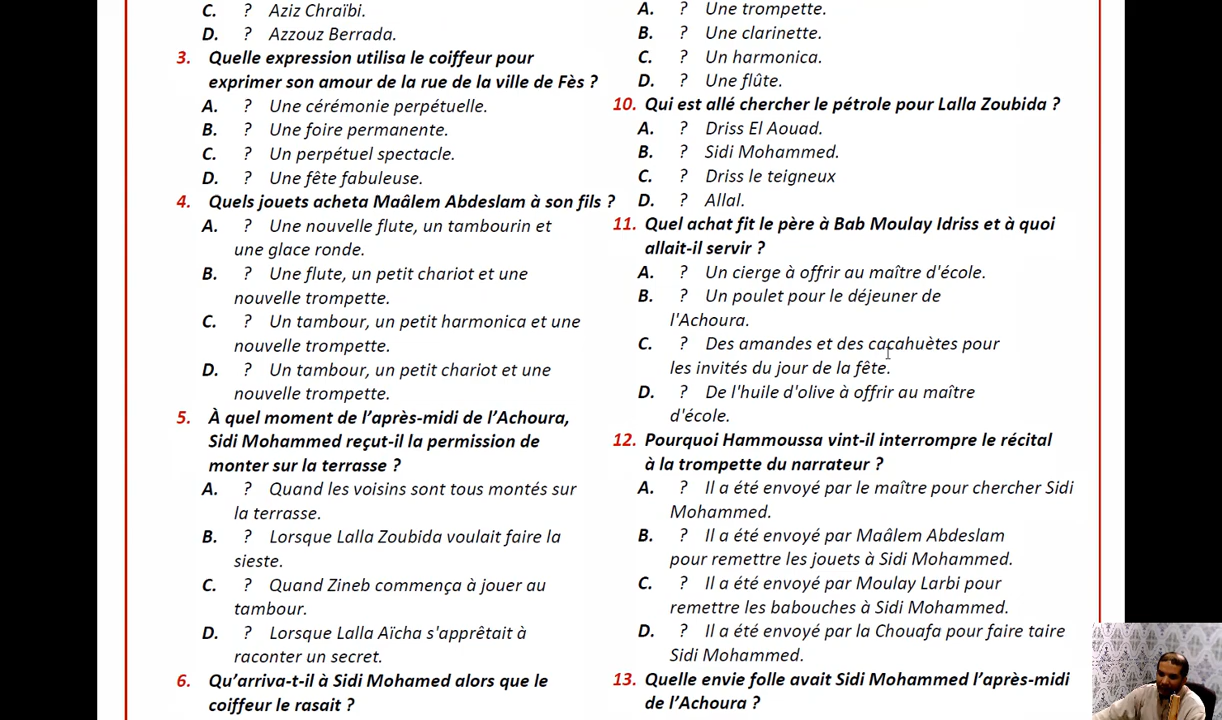 C. ? Aziz Chraïbi.
D. ? Azzouz Berrada.
3. Quelle expression utilisa le coiffeur pour
exprimer son amour de la rue de la ville de Fès ?
A. ? Une cérémonie perpétuelle.
B. ? Une foire permanente.
C. ? Un perpétuel spectacle.
D. ? Une fête fabuleuse.
4. Quels jouets acheta Maâlem Abdeslam à son fils ?
A. ? Une nouvelle flute, un tambourin et
une glace ronde.
B. ? Une flute, un petit chariot et une
nouvelle trompette.
C. ? Un tambour, un petit harmonica et une
nouvelle trompette.
D. ? Un tambour, un petit chariot et une
nouvelle trompette.
5. À quel moment de l’après-midi de l’Achoura,
Sidi Mohammed reçut-il la permission de
monter sur la terrasse ?
A. ? Quand les voisins sont tous montés sur
la terrasse.
B. ? Lorsque Lalla Zoubida voulait faire la
sieste.
C. ? Quand Zineb commença à jouer au
tambour.
D. ? Lorsque Lalla Aïcha s'apprêtait à
raconter un secret.
6. Qu’arriva-t-il à Sidi Mohamed alors que le
coiffeur le rasait ?
A. ? Une trompette.
B. ? Une clarinette.
C. ? Un harmonica.
D. ? Une flûte.
10. Qui est allé chercher le pétrole pour Lalla Zoubida ?
A. ? Driss El Aouad.
B. ? Sidi Mohammed.
C. ? Driss le teigneux
D. ? Allal.
11. Quel achat fit le père à Bab Moulay Idriss et à quoi
allait-il servir ?
A. ? Un cierge à offrir au maître d'école.
B. ? Un poulet pour le déjeuner de
l'Achoura.
C. ? Des amandes et des cacahuètes pour
les invités du jour de la fête.
D. ? De l'huile d'olive à offrir au maître
d'école.
12. Pourquoi Hammoussa vint-il interrompre le récital
à la trompette du narrateur ?
A. ? Il a été envoyé par le maître pour chercher Sidi
Mohammed.
B. ? Il a été envoyé par Maâlem Abdeslam
pour remettre les jouets à Sidi Mohammed.
C. ? Il a été envoyé par Moulay Larbi pour
remettre les babouches à Sidi Mohammed.
D. ? Il a été envoyé par la Chouafa pour faire taire
Sidi Mohammed.
13. Quelle envie folle avait Sidi Mohammed l’après-midi
de l’Achoura ?